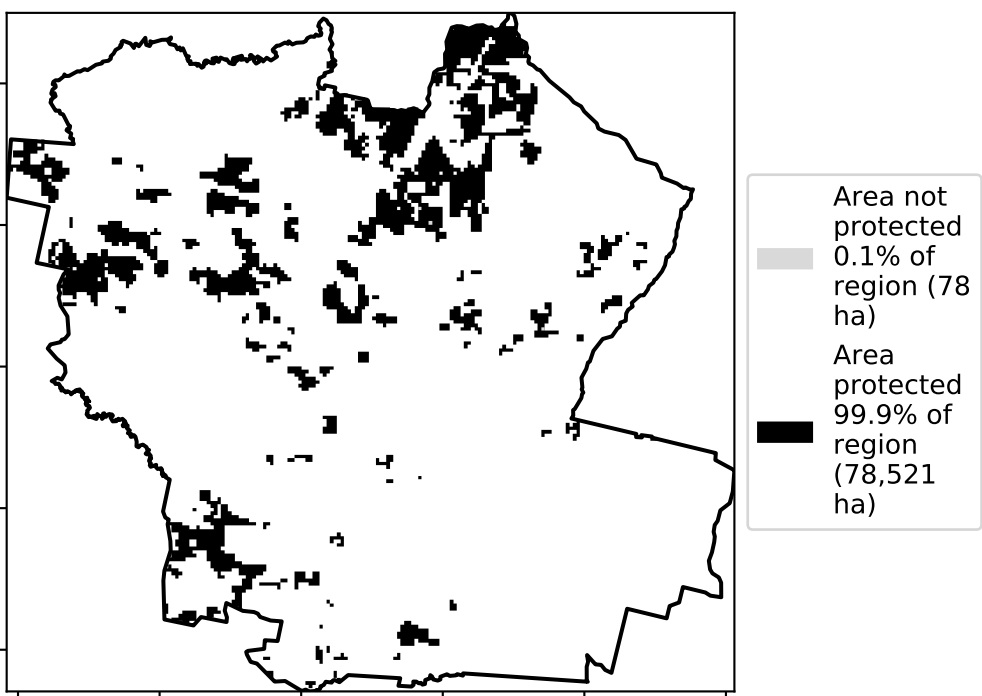 Area not
protected
0.1% of
region (78
ha)
Area
protected
99.9% of
region
(78,521
ha)